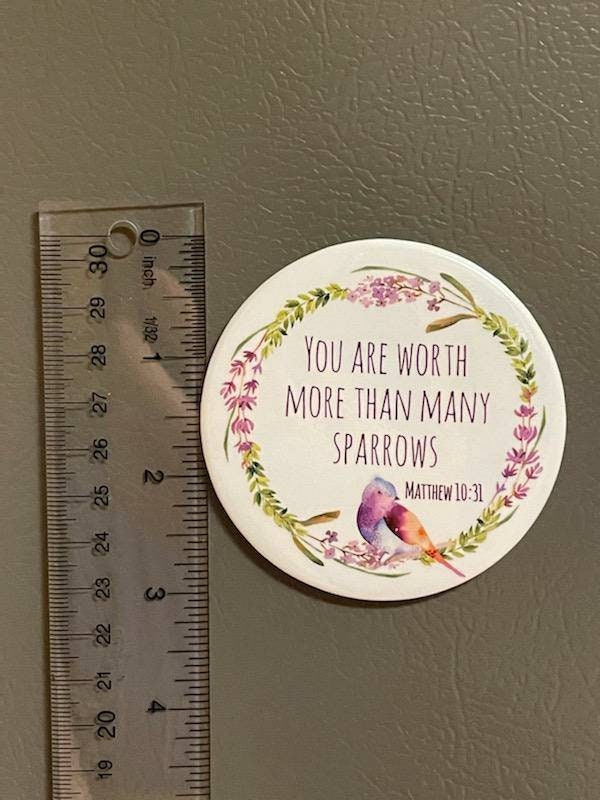 YOU ARE WORTH
MORE THAN MANY
SPARROWS
MATTHEW 10:31
0 inch 1/32 1 2 3 4
30 29 28 27 26 25 24 23 22 21 20 19